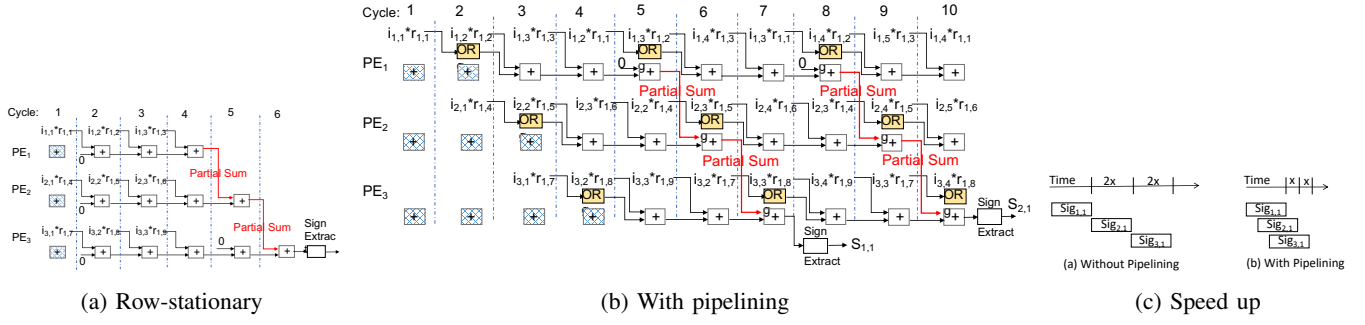 Cycle: 1 2 3 4 5 6
i1,1*r1,1 i1,2*r1,2 i1,3*r1,3
PE1 + + + +
0
Partial Sum
i2,1*r1,4 i2,2*r1,5 i2,3*r1,6
PE2 + + + + +
0
Partial Sum
i3,1*r1,7 i3,2*r1,8 i3,3*r1,9
PE3 + + + + + +
0 0
Sign
Extrac
(a) Row-stationary
Cycle: 1 2 3 4 5 6 7 8 9 10
i1,1*r1,1 i1,2*r1,2 i1,3*r1,3 i1,2*r1,1 i1,3*r1,2 i1,4*r1,3 i1,3*r1,1 i1,4*r1,2 i1,5*r1,3 i1,4*r1,1
OR OR OR
PE1 + + + + 0 g + + + 0 g + + +
Partial Sum Partial Sum
i2,1*r1,4 i2,2*r1,5 i2,3*r1,6 i2,2*r1,4 i2,3*r1,5 i2,4*r1,6 i2,3*r1,4 i2,4*r1,5 i2,5*r1,6
OR OR OR
PE2 + + + + + + g + + + g + +
Partial Sum Partial Sum
i3,1*r1,7 i3,2*r1,8 i3,3*r1,9 i3,2*r1,7 i3,3*r1,8 i3,4*r1,9 i3,3*r1,7 i3,4*r1,8
OR OR OR
PE3 + + + + + + + g + + + g +
Sign
Extract
S2,1
Sign
Extract
S1,1
(b) With pipelining
Time 2x 2x
Sig1,1
Sig2,1
Sig3,1
(a) Without Pipelining
Time x x
Sig1,1
Sig2,1
Sig3,1
(b) With Pipelining
(c) Speed up